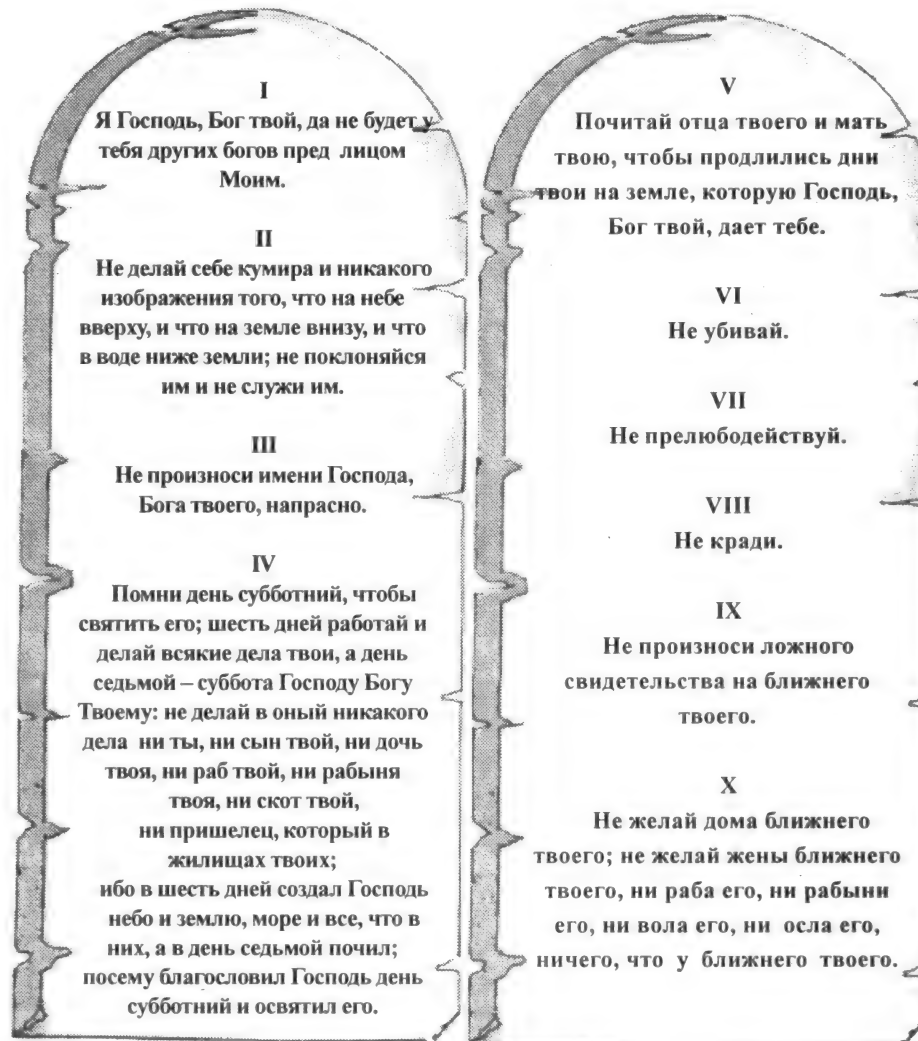 I
Я Господь, Бог твой, да не будет у
тебя других богов пред лицом
Моим.
II
Не делай себе кумира и никакого
изображения того, что на небе
вверху, и что на земле внизу, и что
в воде ниже земли; не поклоняйся
им и не служи им.
III
Не произноси имени Господа,
Бога твоего, напрасно.
IV
Помни день субботний, чтобы
святить его; шесть дней работай и
делай всякие дела твои, а день
седьмой – суббота Господу Богу
Твоему: не делай в оный никакого
дела ни ты, ни сын твой, ни дочь
твоя, ни раб твой, ни рабыня
твоя, ни скот твой,
ни пришелец, который в
жилищах твоих;
ибо в шесть дней создал Господь
небо и землю, море и все, что в
них, а в день седьмой почил;
посему благословил Господь день
субботний и освятил его.
V
Почитай отца твоего и мать
твою, чтобы продлились дни
твои на земле, которую Господь,
Бог твой, дает тебе.
VI
Не убивай.
VII
Не прелюбодействуй.
VIII
Не кради.
IX
Не произноси ложного
свидетельства на ближнего
твоего.
X
Не желай дома ближнего
твоего; не желай жены ближнего
твоего, ни раба его, ни рабыни
его, ни вола его, ни осла его,
ничего, что у ближнего твоего.